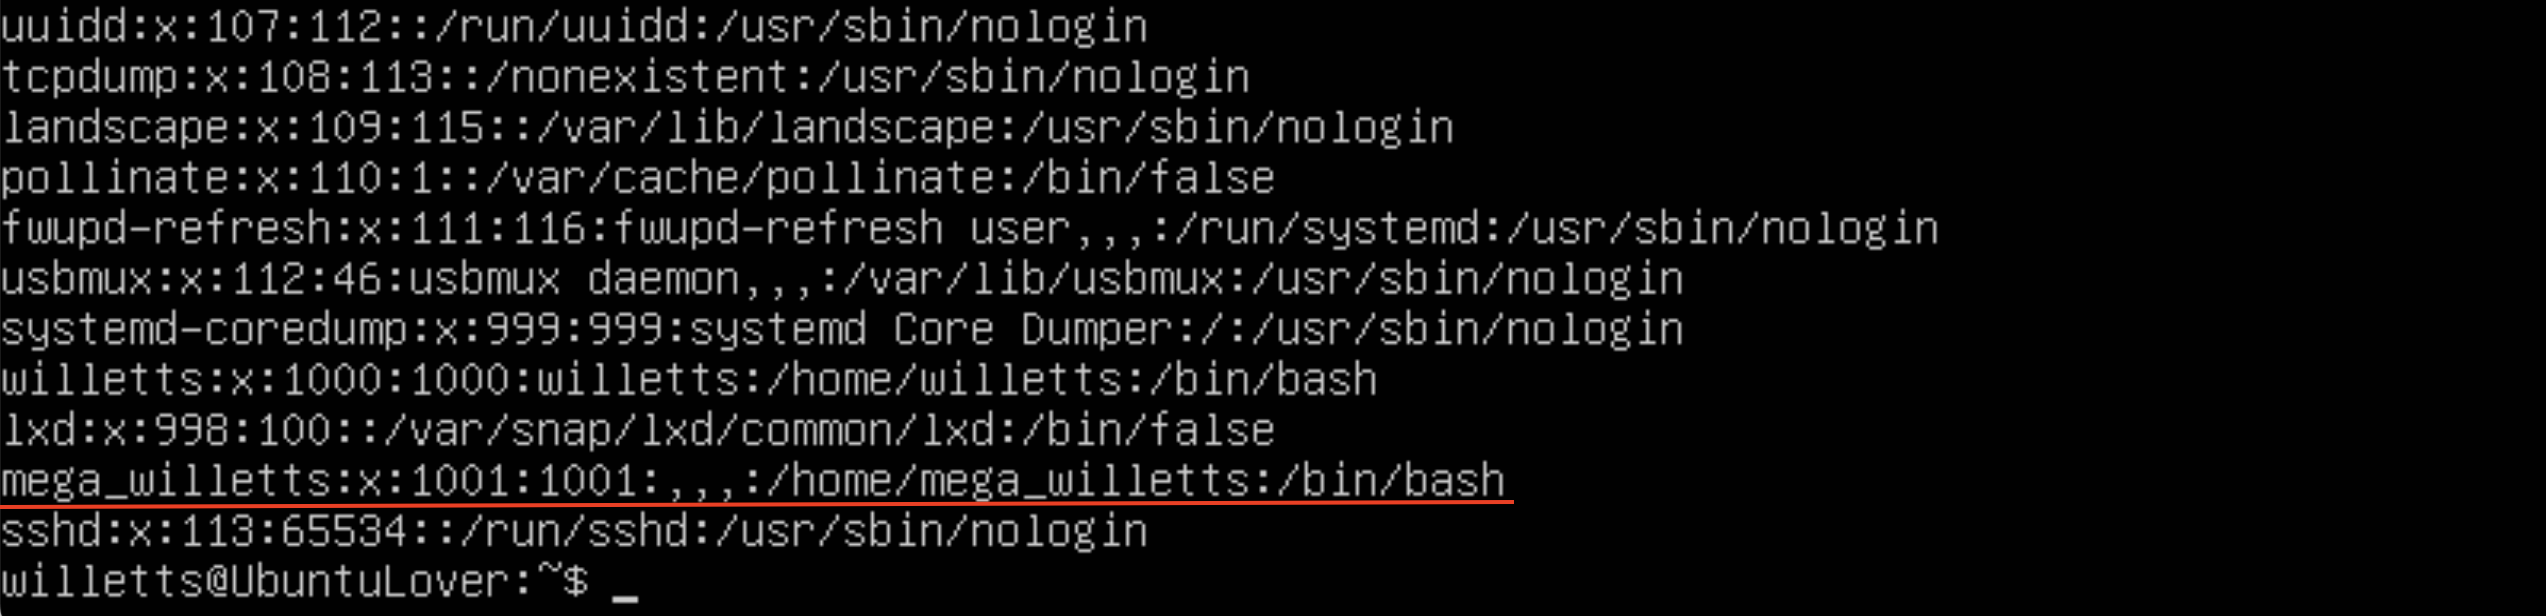 uuidd:x:107:112::/run/uuidd:/usr/sbin/nologin
tcpdump:x:108:113::/nonexistent:/usr/sbin/nologin
landscape:x:109:115::/var/lib/landscape:/usr/sbin/nologin
pollinate:x:110:1::/var/cache/pollinate:/bin/false
fwupd-refresh:x:111:116:fwupd-refresh user,,,:/run/systemd:/usr/sbin/nologin
usbmux:x:112:46:usbmux daemon,,,:/var/lib/usbmux:/usr/sbin/nologin
systemd-coredump:x:999:999:systemd Core Dumper:/:/usr/sbin/nologin
willetts:x:1000:1000:willetts:/home/willetts:/bin/bash
lxd:x:998:100::/var/snap/lxd/common/lxd:/bin/false
mega_willetts:x:1001:1001:,,,:/home/mega_willetts:/bin/bash
sshd:x:113:65534::/run/sshd:/usr/sbin/nologin
willetts@UbuntuLover:~$ _